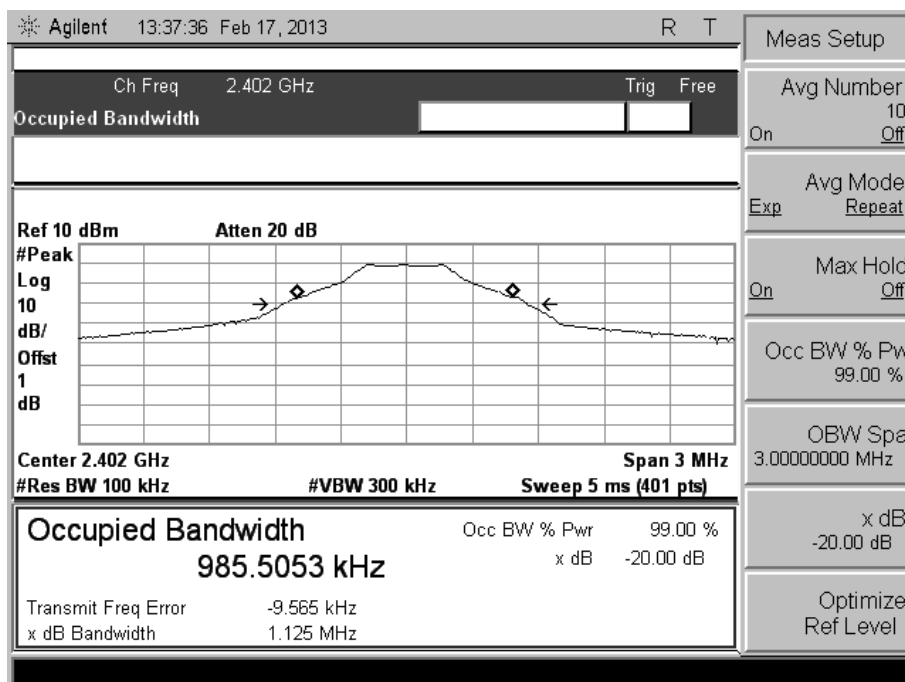 Agilent 13:37:36 Feb 17, 2013 R T
Ch Freq 2.402 GHz Trig Free
Occupied Bandwidth
Ref 10 dBm Atten 20 dB
#Peak
Log
10
dB/
Offst
1
dB
Center 2.402 GHz Span 3 MHz
#Res BW 100 kHz #VBW 300 kHz Sweep 5 ms (401 pts)
Occupied Bandwidth
985.5053 kHz
Occ BW % Pwr 99.00 %
x dB -20.00 dB
Transmit Freq Error -9.565 kHz
x dB Bandwidth 1.125 MHz
Meas Setup
Avg Number
10
On Off
Avg Mode
Exp Repeat
Max Hold
On Off
Occ BW % Pw
99.00 %
OBW Spa
3.00000000 MHz
x dB
-20.00 dB
Optimize
Ref Level